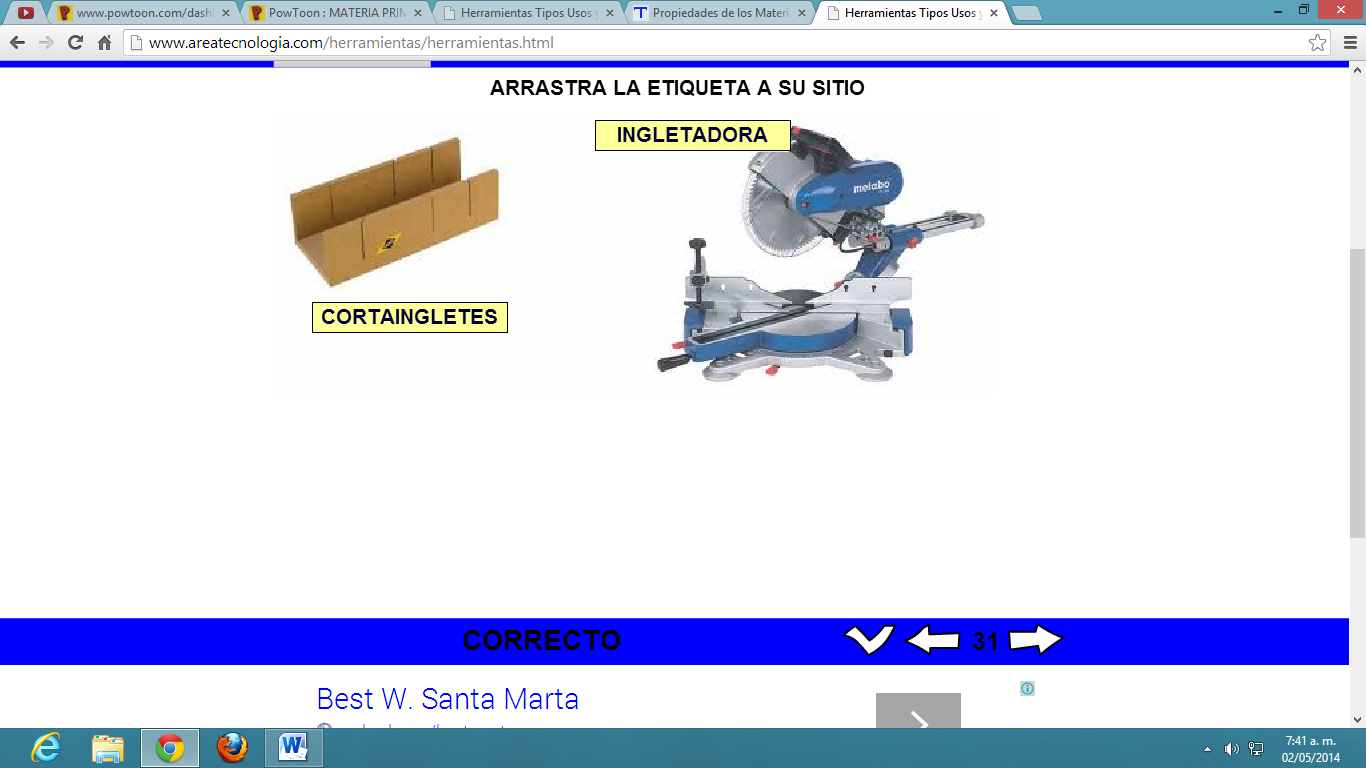 www.powtoon.com/dash
PowToon : MATERIA PRIM
Herramientas Tipos Usos y
Propiedades de los Materi
Herramientas Tipos Usos y
www.areatecnologia.com/herramientas/herramientas.html
ARRASTRA LA ETIQUETA A SU SITIO
INGLETADORA
metabo
CORTAINGLETES
CORRECTO
31
Best W. Santa Marta
7:41 a. m.
02/05/2014